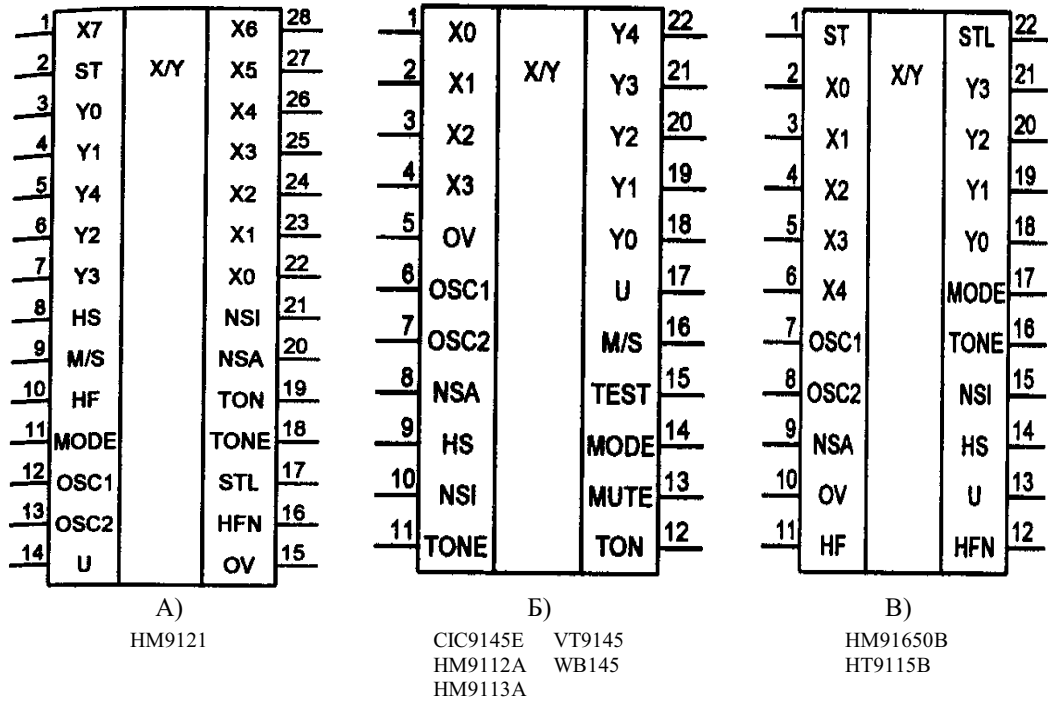 1 X7 X/Y X6 28
2 ST X5 27
3 Y0 X4 26
4 Y1 X3 25
5 Y4 X2 24
6 Y2 X1 23
7 Y3 X0 22
8 HS NSI 21
9 M/S NSA 20
10 HF TON 19
11 MODE TONE 18
12 OSC1 STL 17
13 OSC2 HFN 16
14 U OV 15
А)
HM9121
1 X0 X/Y Y4 22
2 X1 Y3 21
3 X2 Y2 20
4 X3 Y1 19
5 OV Y0 18
6 OSC1 U 17
7 OSC2 M/S 16
8 NSA TEST 15
9 HS MODE 14
10 NSI MUTE 13
11 TONE TON 12
Б)
CIC9145E VT9145
HM9112A WB145
HM9113A
1 ST X/Y STL 22
2 X0 Y3 21
3 X1 Y2 20
4 X2 Y1 19
5 X3 Y0 18
6 X4 MODE 17
7 OSC1 TONE 16
8 OSC2 NSI 15
9 NSA HS 14
10 OV U 13
11 HF HFN 12
В)
HM91650B
HT9115B